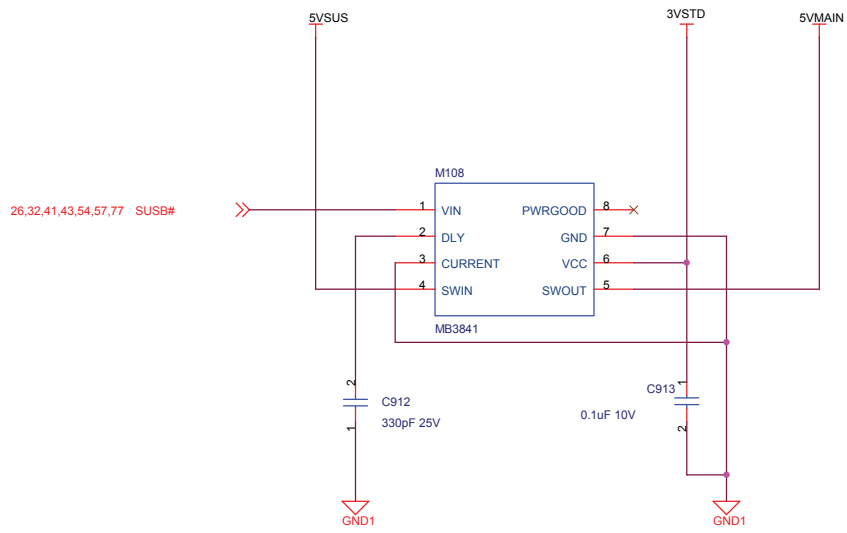 5VSUS
3VSTD
5VMAIN
M108
26,32,41,43,54,57,77 SUSB#
1 VIN PWRGOOD 8
2 DLY GND 7
3 CURRENT VCC 6
4 SWIN SWOUT 5
MB3841
2
1
C912
330pF 25V
1
C913
0.1uF 10V
2
GND1
GND1